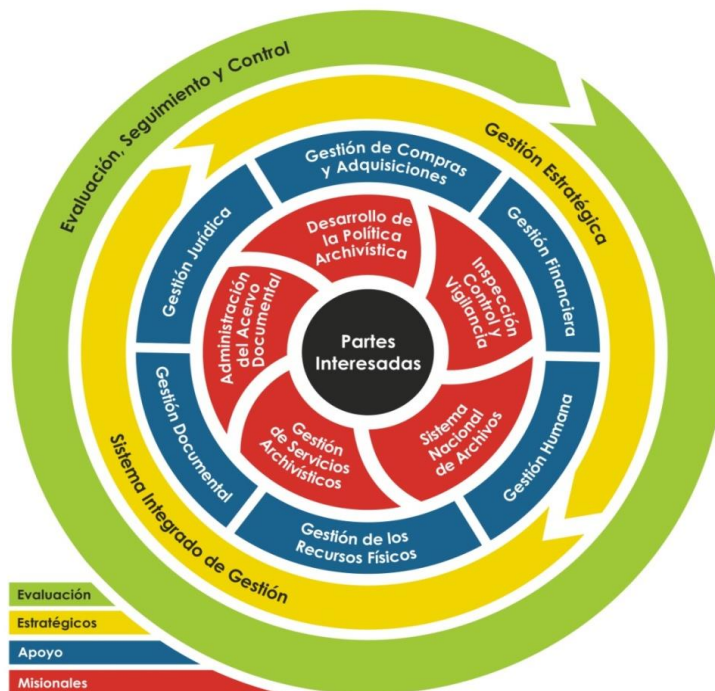 Evaluación, Seguimiento y Control
Gestión Estratégica
Sistema Integrado de Gestión
Gestión de Compras
y Adquisiciones
Gestión Financiera
Gestión Humana
Gestión de los
Recursos Físicos
Gestión Documental
Gestión Jurídica
Desarrollo de
la Política
Archivística
Inspección
Control y
Vigilancia
Sistema
Nacional
de Archivos
Gestión
de Servicios
Archivísticos
Administración
del Acervo
Documental
Partes
Interesadas
Evaluación
Estratégicos
Apoyo
Misionales